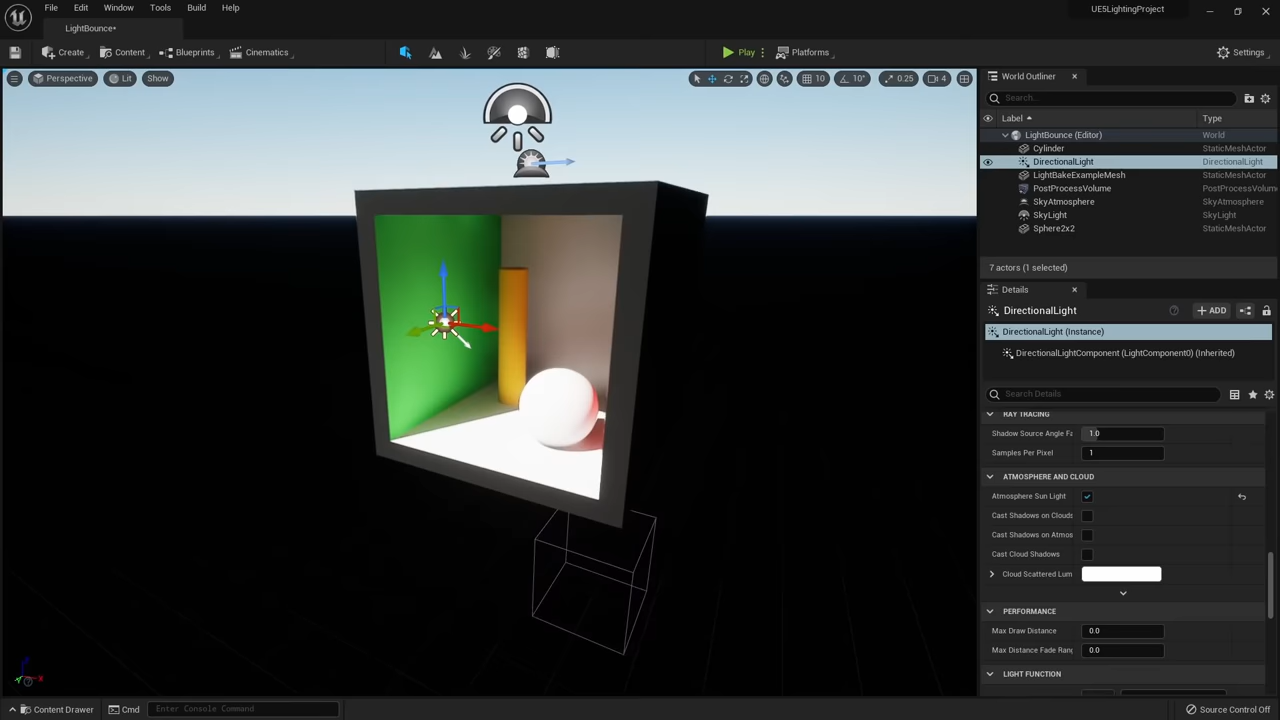 File Edit Window Tools Build Help
UE5LightingProject
LightBounce•
Create Content Blueprints Cinematics Play Platforms Settings
Perspective Lit Show 10 10° 0.25 4
World Outliner
Search...
Label Type
LightBounce (Editor) World
Cylinder StaticMeshActor
DirectionalLight DirectionalLight
LightBakeExampleMesh StaticMeshActor
PostProcessVolume PostProcessVolum
SkyAtmosphere SkyAtmosphere
SkyLight SkyLight
Sphere2x2 StaticMeshActor
7 actors (1 selected)
Details
DirectionalLight ADD
DirectionalLight (Instance)
DirectionalLightComponent (LightComponent0) (Inherited)
Search Details
RAY TRACING
Shadow Source Angle Fa 1.0
Samples Per Pixel 1
ATMOSPHERE AND CLOUD
Atmosphere Sun Light
Cast Shadows on Clouds
Cast Shadows on Atmos
Cast Cloud Shadows
Cloud Scattered Lum
PERFORMANCE
Max Draw Distance 0.0
Max Distance Fade Rang 0.0
LIGHT FUNCTION
Content Drawer Cmd Enter Console Command Source Control Off